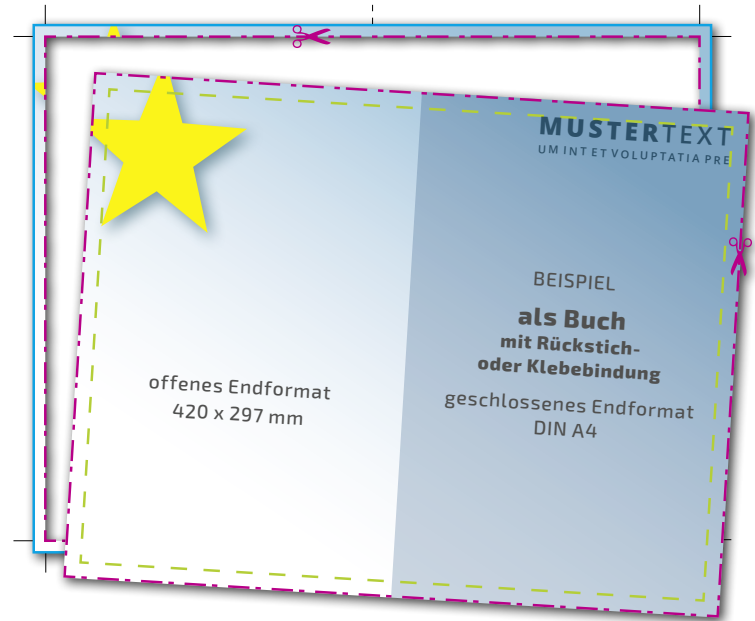 MUSTERTEXT
UM INT ET VOLUPTATIA PRE
BEISPIEL
als Buch
mit Rückstich-
oder Klebebindung
geschlossenes Endformat
DIN A4
offenes Endformat
420 x 297 mm